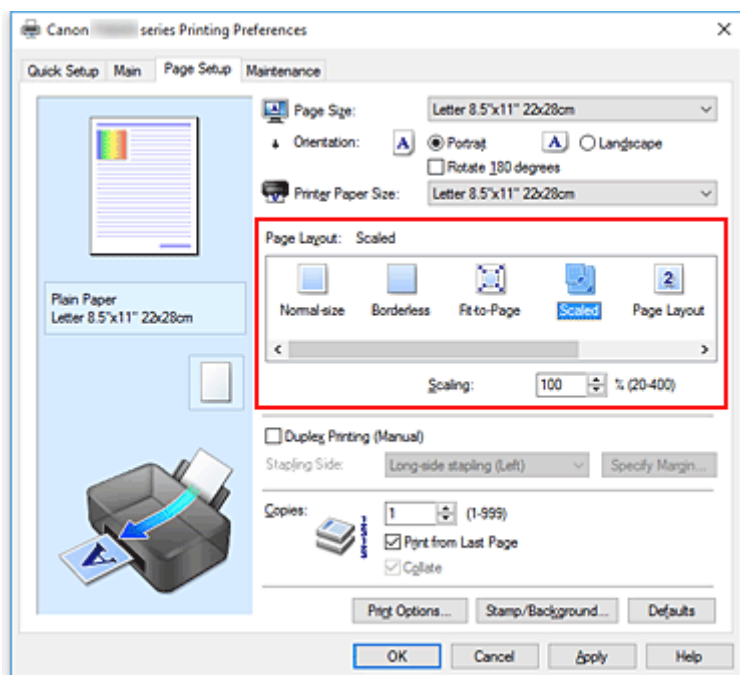 Canon series Printing Preferences
Quick Setup Main Page Setup Maintenance
Page Size: Letter 8.5"x11" 22x28cm
Orientation: A Portrait A Landscape
Rotate 180 degrees
Printer Paper Size: Letter 8.5"x11" 22x28cm
Page Layout: Scaled
Normal-size Borderless Fit-to-Page Scaled 2 Page Layout
Scaling: 100 % (20-400)
Plain Paper
Letter 8.5"x11" 22x28cm
Duplex Printing (Manual)
Stapling Side: Long-side stapling (Left) Specify Margin...
Copies: 1 (1-999)
Print from Last Page
Collate
A
Print Options... Stamp/Background... Defaults
OK Cancel Apply Help